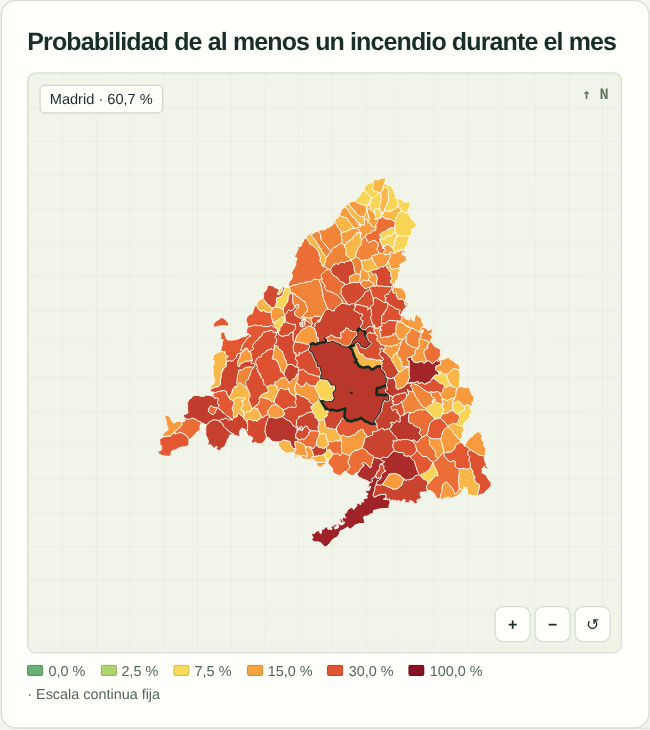 Probabilidad de al menos un incendio durante el mes
Madrid · 60,7 %
↑ N
+ − ↺
0,0 % 2,5 % 7,5 % 15,0 % 30,0 % 100,0 %
· Escala continua fija